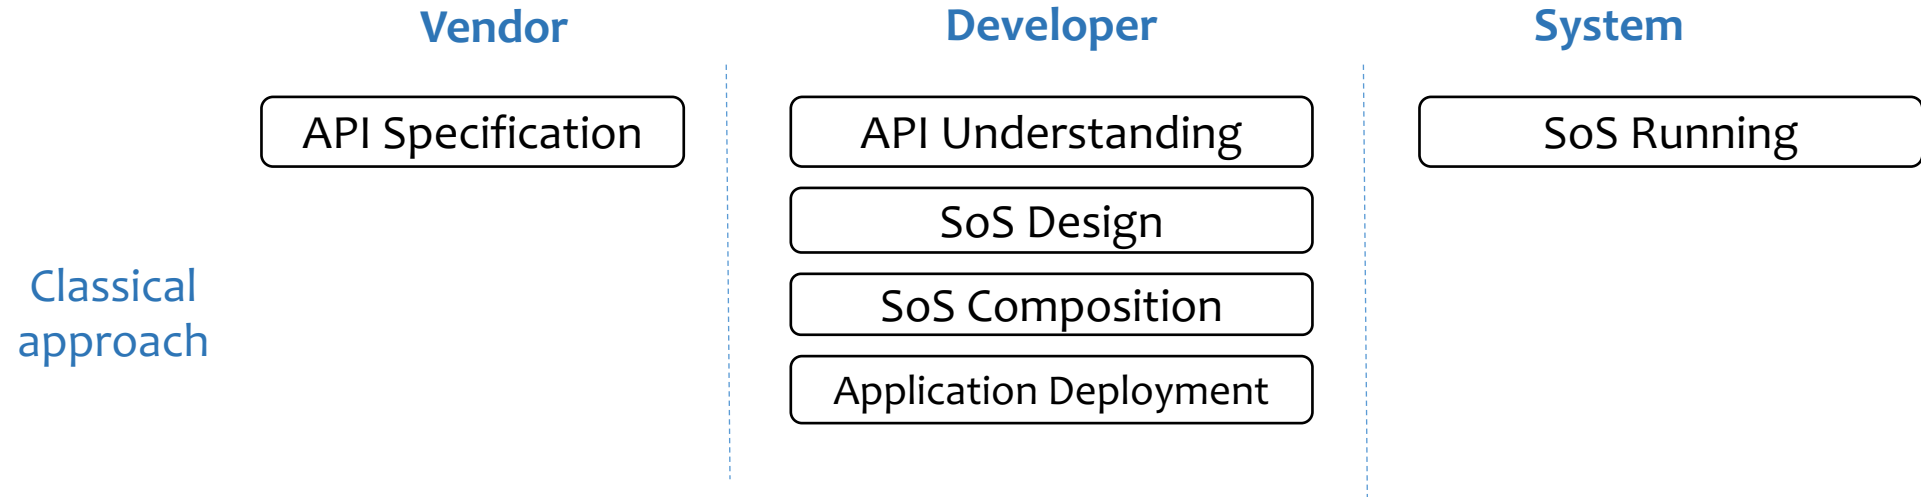 Vendor
Developer
System
API Specification
API Understanding
SoS Running
SoS Design
SoS Composition
Application Deployment
Classical
approach